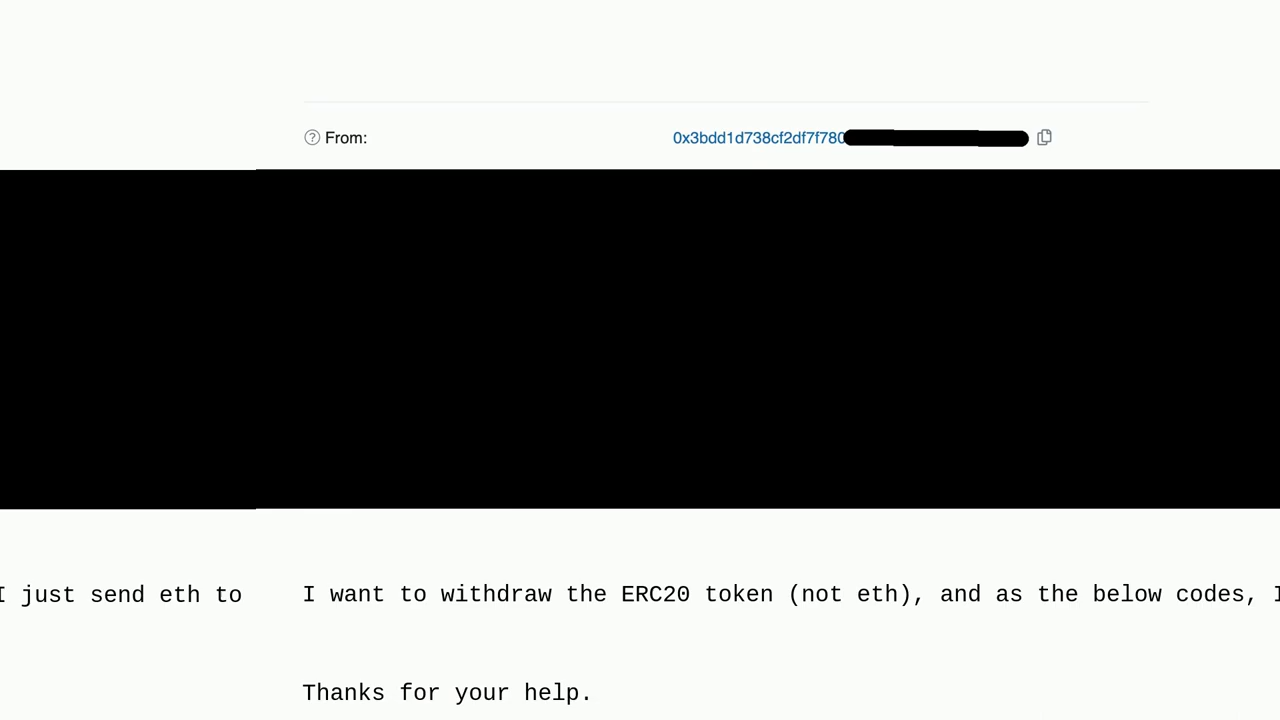 From:
0x3bdd1d738cf2df7f780
I just send eth to
I want to withdraw the ERC20 token (not eth), and as the below codes, I
Thanks for your help.